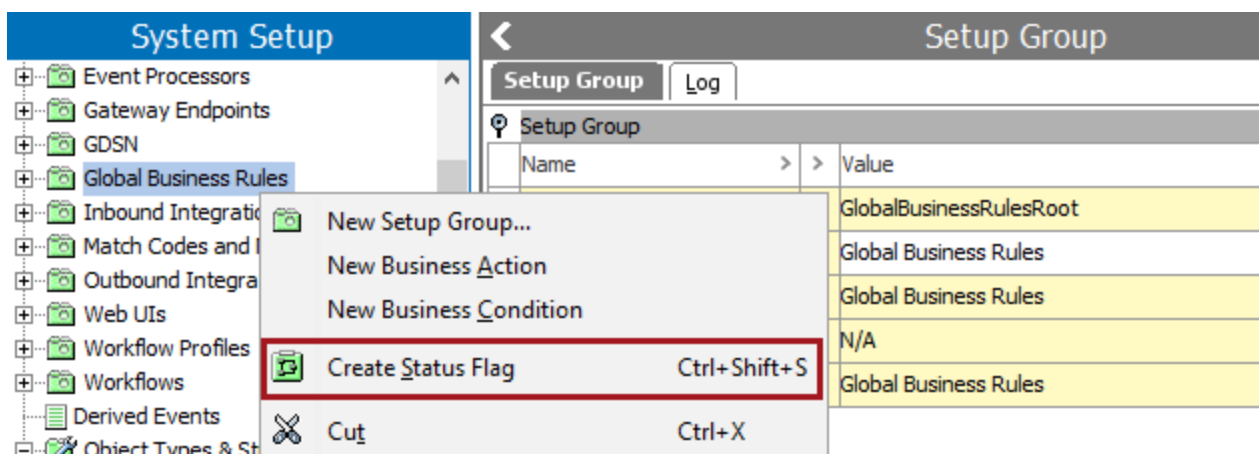 System Setup
Event Processors
Gateway Endpoints
GDSN
Global Business Rules
Inbound
Match Codes and
Outbound
Web UIs
Workflow Profiles
Workflows
Derived Events
Object Types & St
Setup Group
Setup Group Log
Setup Group
Name > > Value
GlobalBusinessRulesRoot
Global Business Rules
Global Business Rules
N/A
Global Business Rules
New Setup Group...
New Business Action
New Business Condition
Create Status Flag Ctrl+Shift+S
Cut Ctrl+X